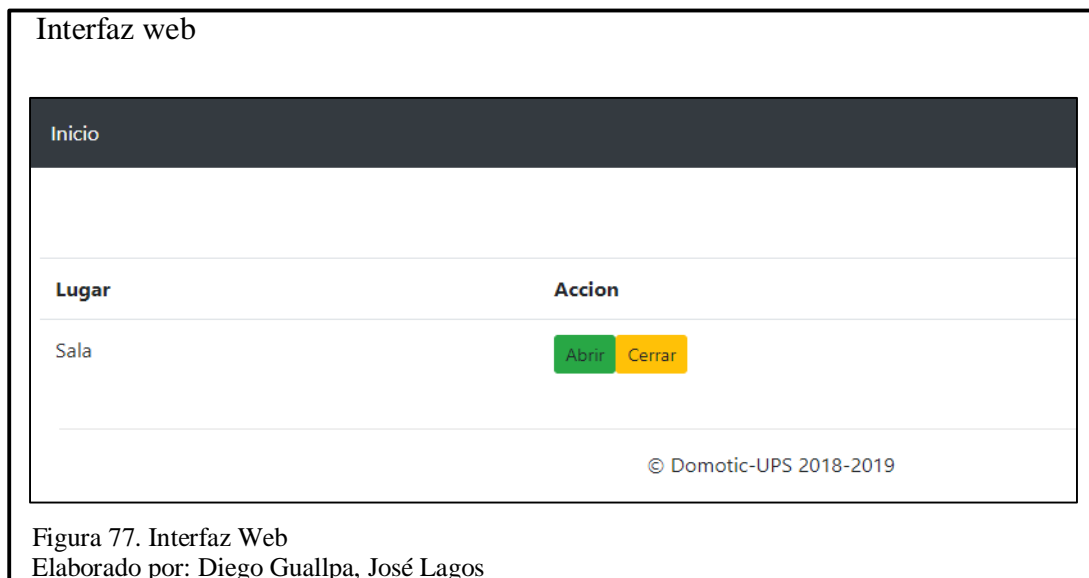 Interfaz web
Inicio
Lugar Accion
Sala Abrir Cerrar
© Domotic-UPS 2018-2019
Figura 77. Interfaz Web
Elaborado por: Diego Guallpa, José Lagos